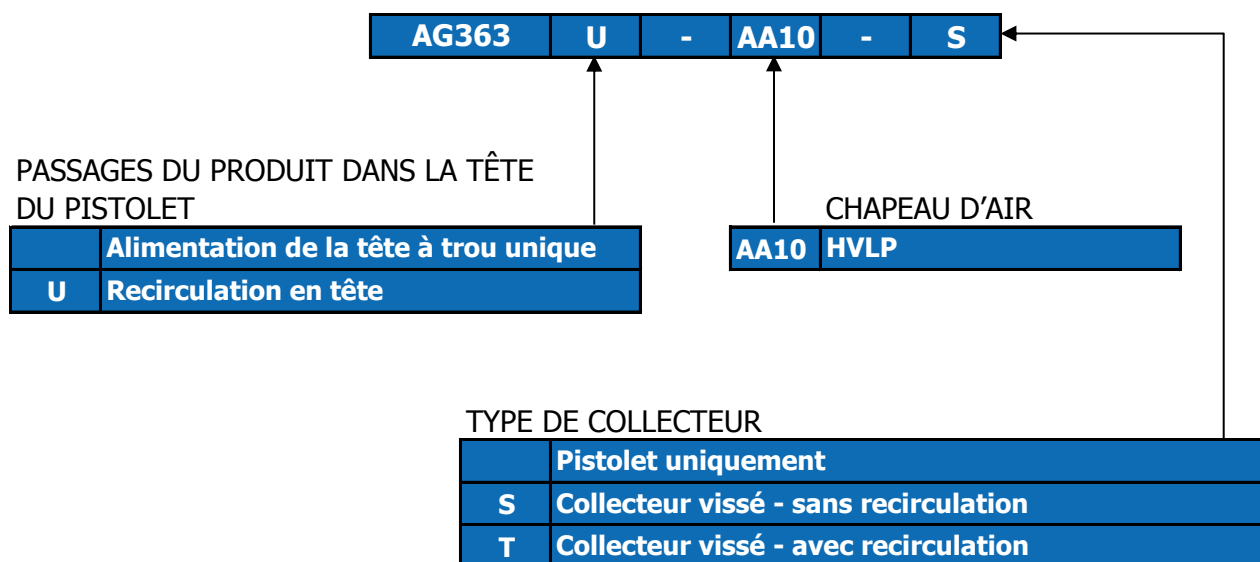 AG363 U - AA10 - S
PASSAGES DU PRODUIT DANS LA TÊTE
DU PISTOLET
Alimentation de la tête à trou unique
U Recirculation en tête
CHAPEAU D’AIR
AA10 HVLP
TYPE DE COLLECTEUR
Pistolet uniquement
S Collecteur vissé - sans recirculation
T Collecteur vissé - avec recirculation